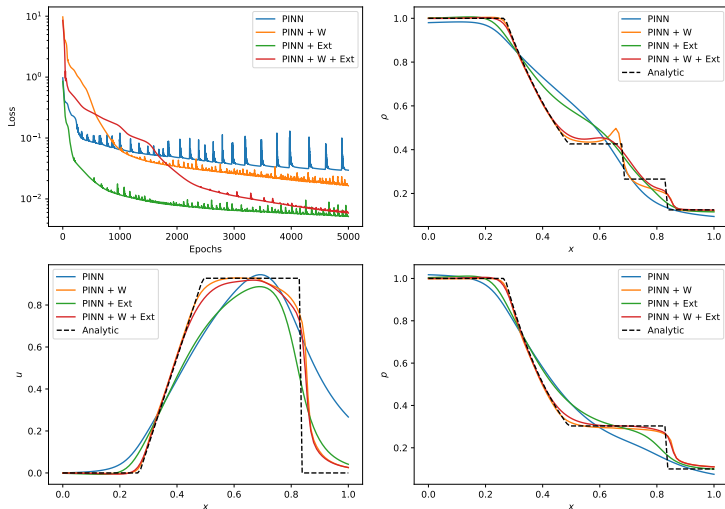 10¹
10⁰
10⁻¹
10⁻²
Loss
0
1000
2000
3000
4000
5000
Epochs
PINN
PINN + W
PINN + Ext
PINN + W + Ext
1.0
0.8
0.6
0.4
0.2
ρ
0.0
0.2
0.4
0.6
0.8
1.0
x
PINN
PINN + W
PINN + Ext
PINN + W + Ext
Analytic
0.8
0.6
0.4
0.2
0.0
u
0.0
0.2
0.4
0.6
0.8
1.0
x
PINN
PINN + W
PINN + Ext
PINN + W + Ext
Analytic
1.0
0.8
0.6
0.4
0.2
ρ
0.0
0.2
0.4
0.6
0.8
1.0
x
PINN
PINN + W
PINN + Ext
PINN + W + Ext
Analytic